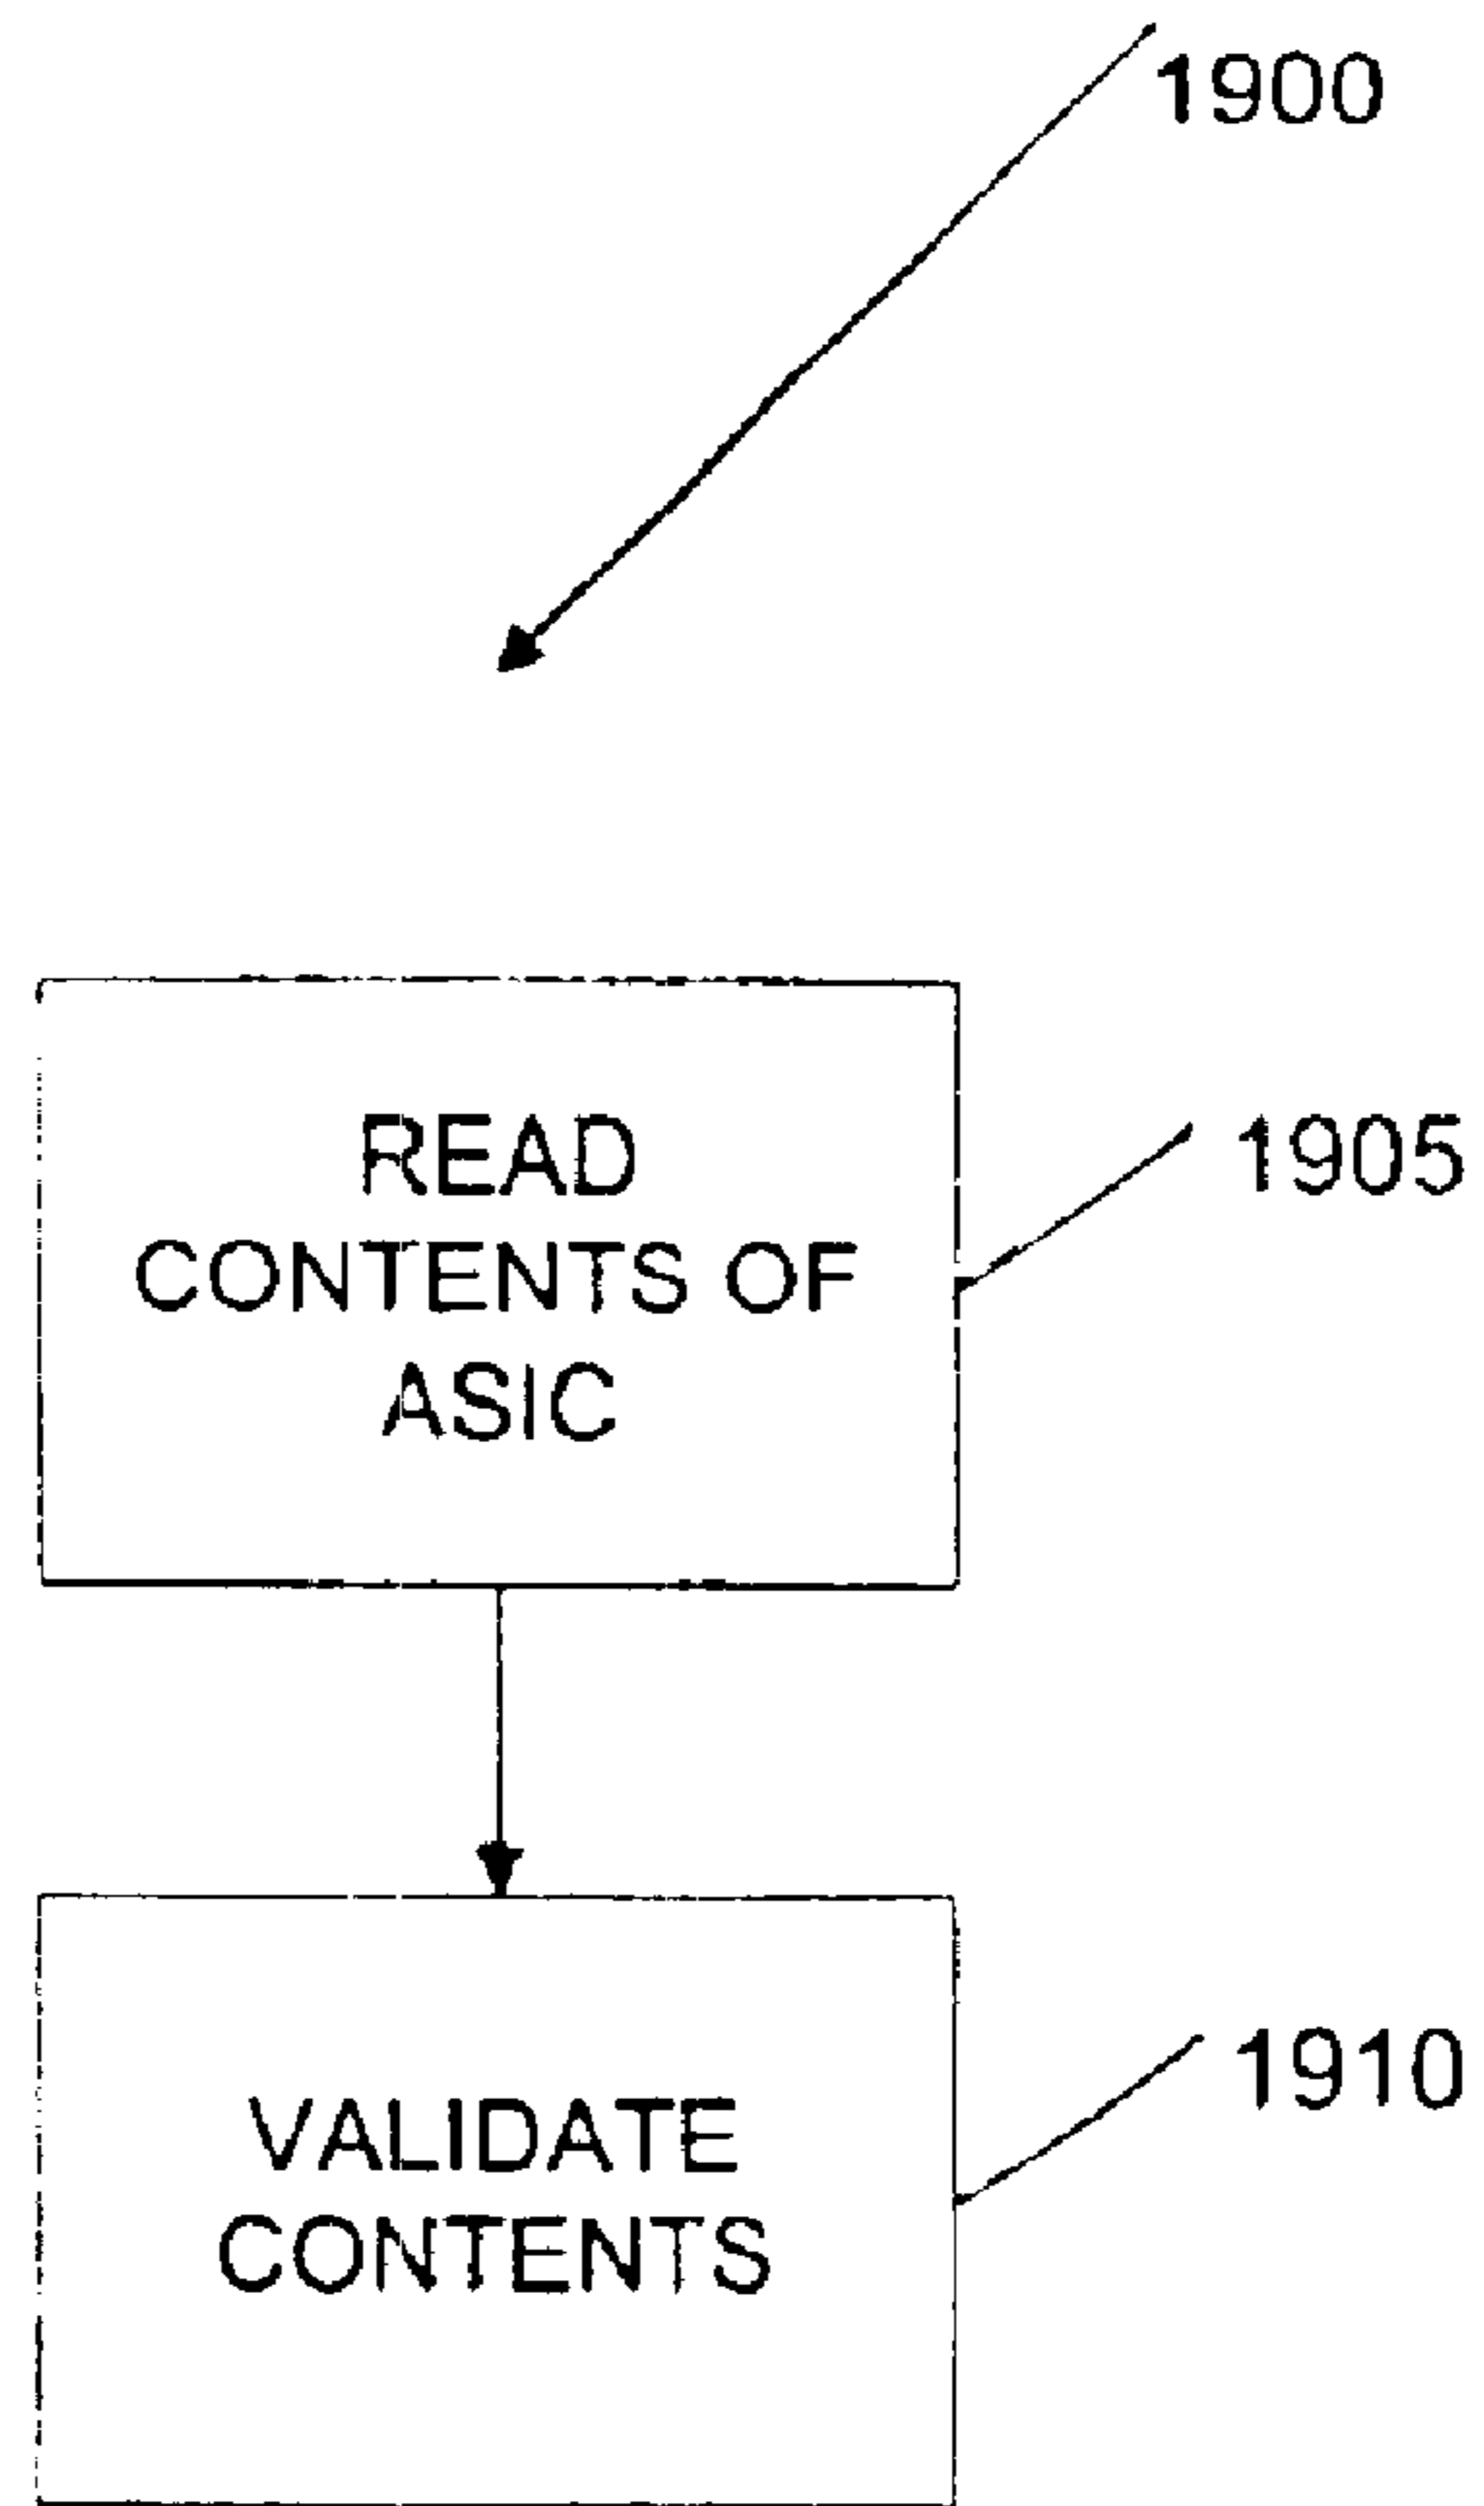 1900
READ
CONTENTS OF
ASIC
1905
VALIDATE
CONTENTS
1910